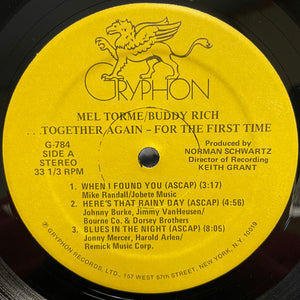 GRYPHON
MEL TORME/BUDDY RICH
...TOGETHER AGAIN – FOR THE FIRST TIME
G-784
SIDE A
STEREO
33 1/3 RPM
Produced by
NORMAN SCHWARTZ
Director of Recording
KEITH GRANT
1. WHEN I FOUND YOU (ASCAP) (3:17)
Mike Randall/Jobete Music
2. HERE'S THAT RAINY DAY (ASCAP) (4:56)
Johnny Burke, Jimmy VanHeusen/
Bourne Co. & Dorsey Brothers
3. BLUES IN THE NIGHT (ASCAP) (8:05)
Jonny Mercer, Harold Arlen/
Remick Music Corp.
© GRYPHON RECORDS, LTD., 157 WEST 57th STREET, NEW YORK, N.Y. 10019